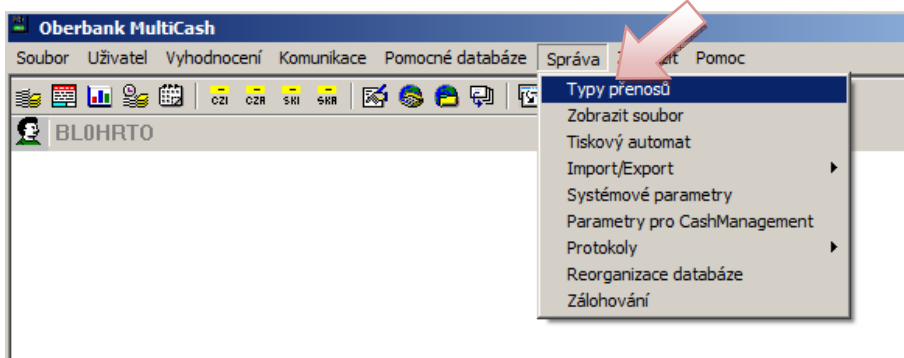 Oberbank MultiCash
Soubor Uživatel Vyhodnocení Komunikace Pomocné databáze Správa Pomoc
CZI CZA SKI SKA
BL0HRTO
Typy přenosů
Zobrazit soubor
Tiskový automat
Import/Export
Systémové parametry
Parametry pro CashManagement
Protokoly
Reorganizace databáze
Zálohování